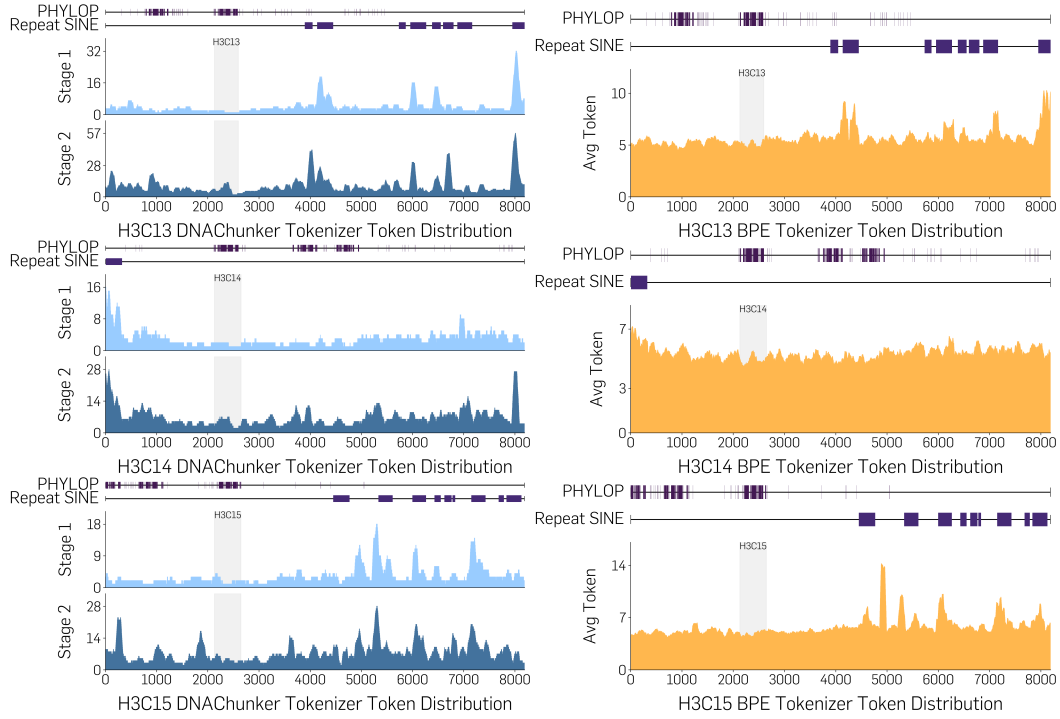 PHYLOP
Repeat SINE
H3C13
Stage 1
32
16
0
Stage 2
57
28
0
0 1000 2000 3000 4000 5000 6000 7000 8000
H3C13 DNAChunker Tokenizer Token Distribution
PHYLOP
Repeat SINE
H3C13
Avg Token
10
5
0
0 1000 2000 3000 4000 5000 6000 7000 8000
H3C13 BPE Tokenizer Token Distribution
PHYLOP
Repeat SINE
H3C14
Stage 1
16
8
0
Stage 2
28
14
0
0 1000 2000 3000 4000 5000 6000 7000 8000
H3C14 DNAChunker Tokenizer Token Distribution
PHYLOP
Repeat SINE
H3C14
Avg Token
7
3
0
0 1000 2000 3000 4000 5000 6000 7000 8000
H3C14 BPE Tokenizer Token Distribution
PHYLOP
Repeat SINE
H3C15
Stage 1
18
9
0
Stage 2
28
14
0
0 1000 2000 3000 4000 5000 6000 7000 8000
H3C15 DNAChunker Tokenizer Token Distribution
PHYLOP
Repeat SINE
H3C15
Avg Token
14
7
0
0 1000 2000 3000 4000 5000 6000 7000 8000
H3C15 BPE Tokenizer Token Distribution